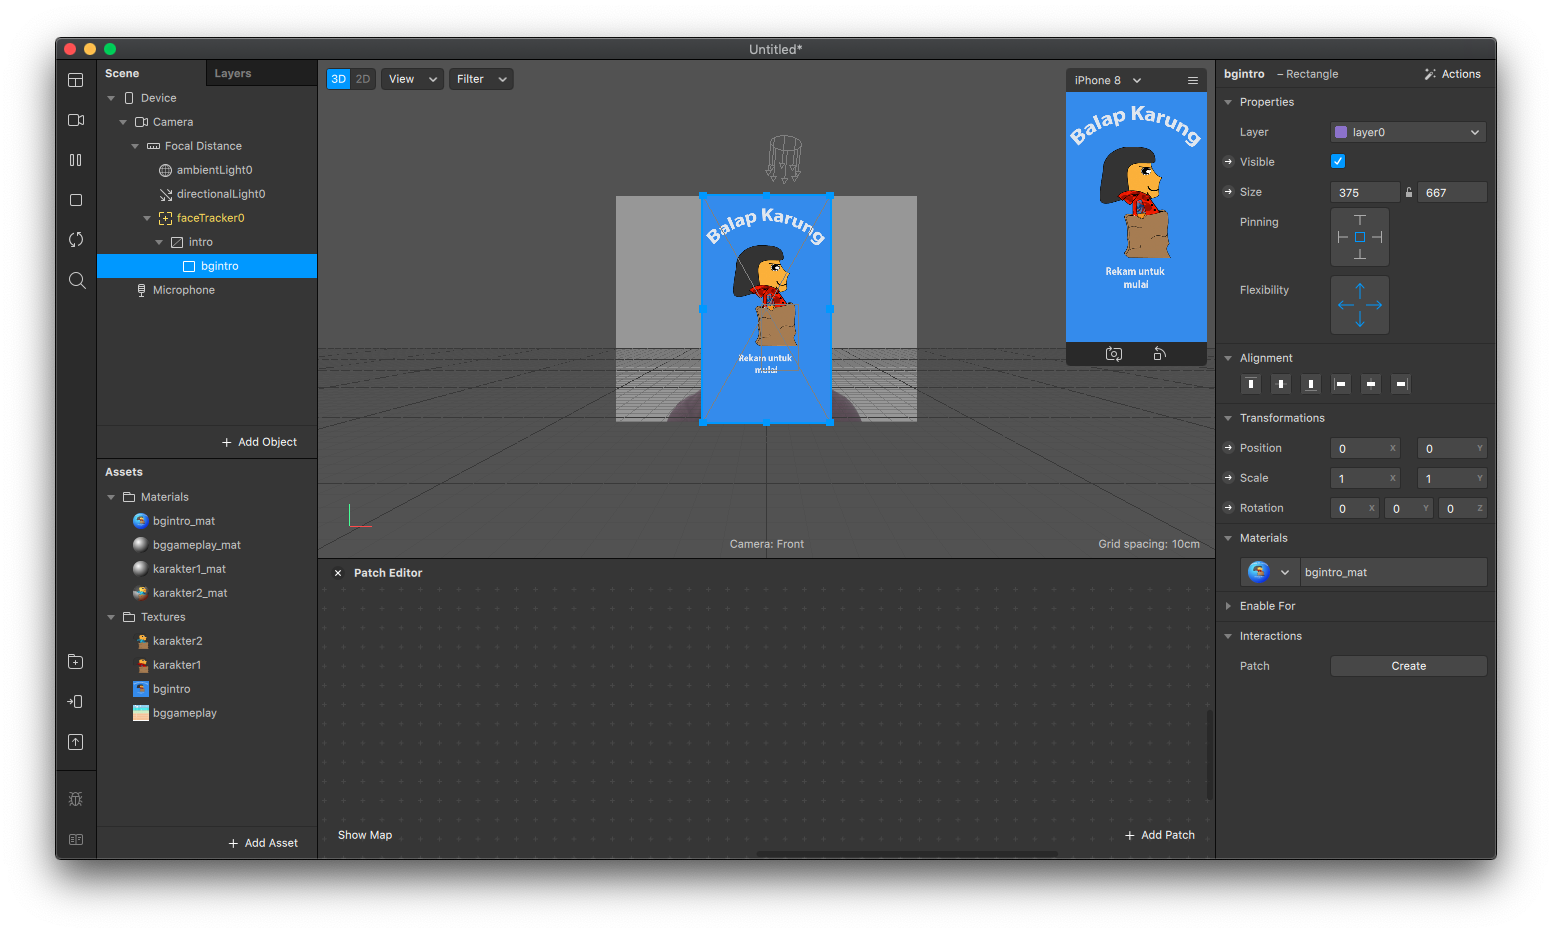 Untitled*
Scene
Layers
Device
Camera
Focal Distance
ambientLight0
directionalLight0
faceTracker0
intro
bgintro
Microphone
+ Add Object
Assets
Materials
bgintro_mat
bggameplay_mat
karakter1_mat
karakter2_mat
Textures
karakter2
karakter1
bgintro
bggameplay
+ Add Asset
3D 2D
View
Filter
Balap Karung
Rekam untuk
mulai
Camera: Front
Grid spacing: 10cm
iPhone 8
Balap Karung
Rekam untuk
mulai
× Patch Editor
Show Map
+ Add Patch
bgintro – Rectangle
Actions
Properties
Layer layer0
Visible
Size 375 667
Pinning
Flexibility
Alignment
Transformations
Position 0 X 0 Y
Scale 1 X 1 Y
Rotation 0 X 0 Y 0 Z
Materials
bgintro_mat
Enable For
Interactions
Patch Create